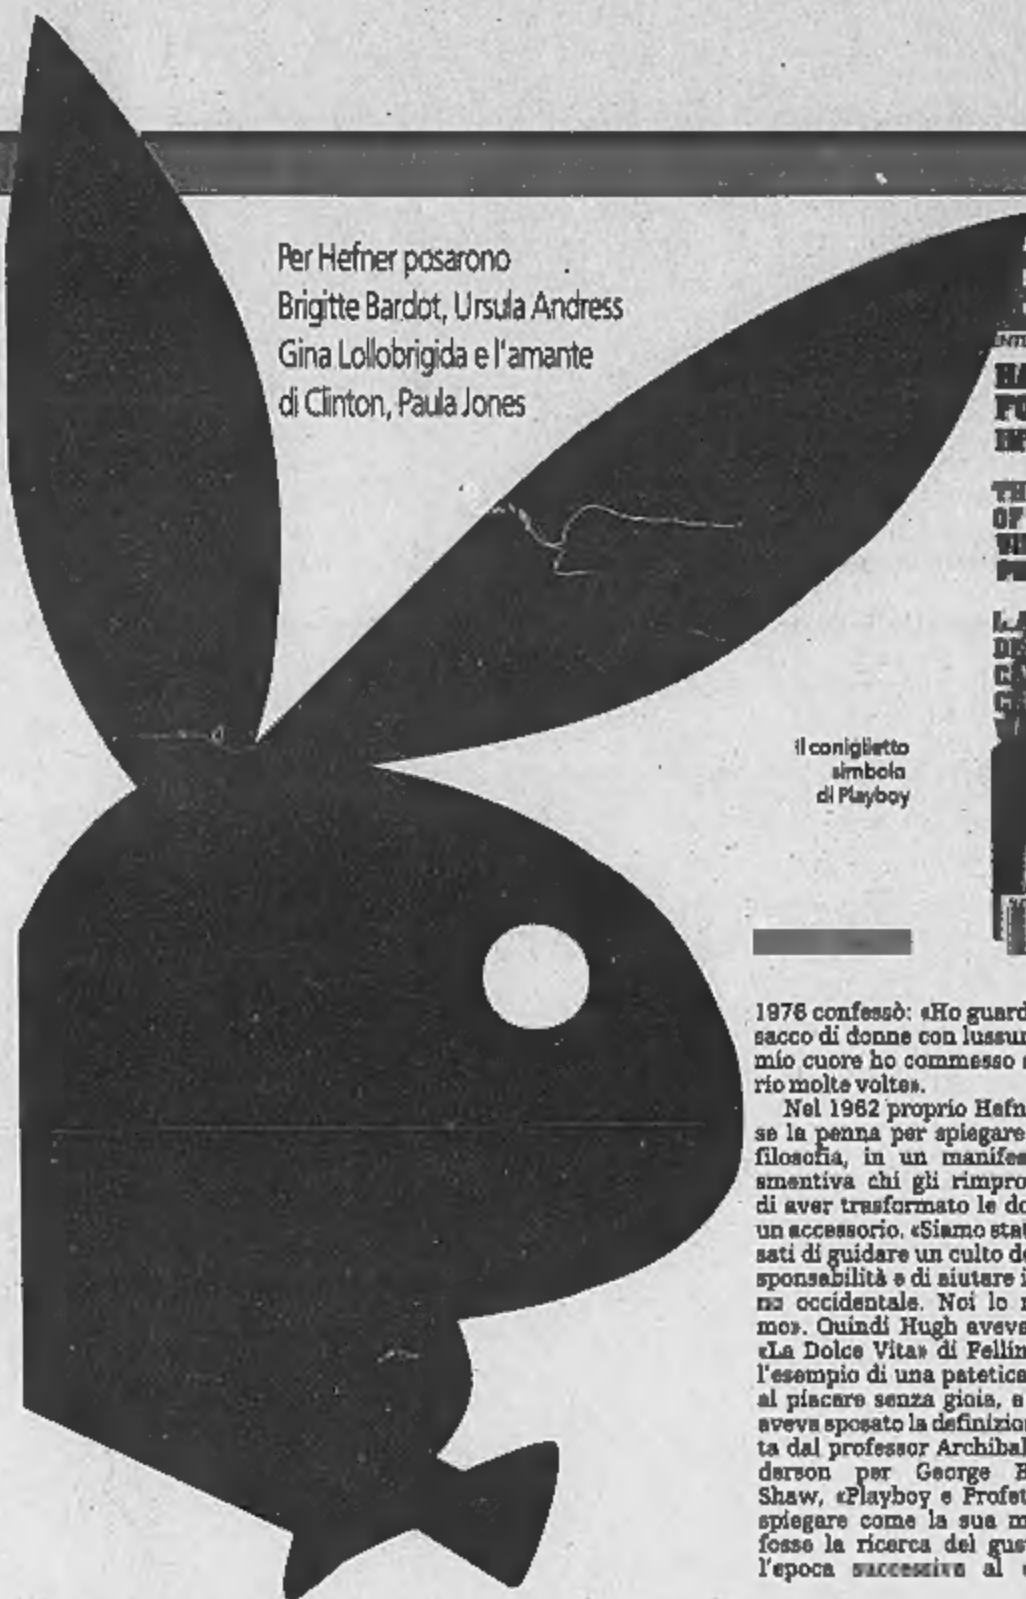 Per Hefner posarono
Brigitte Bardot, Ursula Andress
Gina Lollobrigida e l'amante
di Clinton, Paula Jones
Il coniglietto
simbolo
di Playboy
HA
FU
TH
OF
1976 confessò: «Ho guard
sacco di donne con lussur
mio cuore ho commesso
rio molte volte».
Nel 1962 proprio Hefn
se la penna per spiegare
filosofia, in un manifes
smentiva chi gli rimpro
di aver trasformato le do
un accessorio. «Siamo stat
sati di guidare un culto de
sponsabilità e di aiutare i
no occidentale. Noi lo n
mo». Quindi Hugh aveva
«La Dolce Vita» di Fellin
l'esempio di una patetica
al piacere senza gioia, e
aveva sposato la definizion
ta dal professor Archibal
derson per George B
Shaw, «Playboy e Profet
spiegare come la sua m
fosse la ricerca del gus
l'epoca successiva al